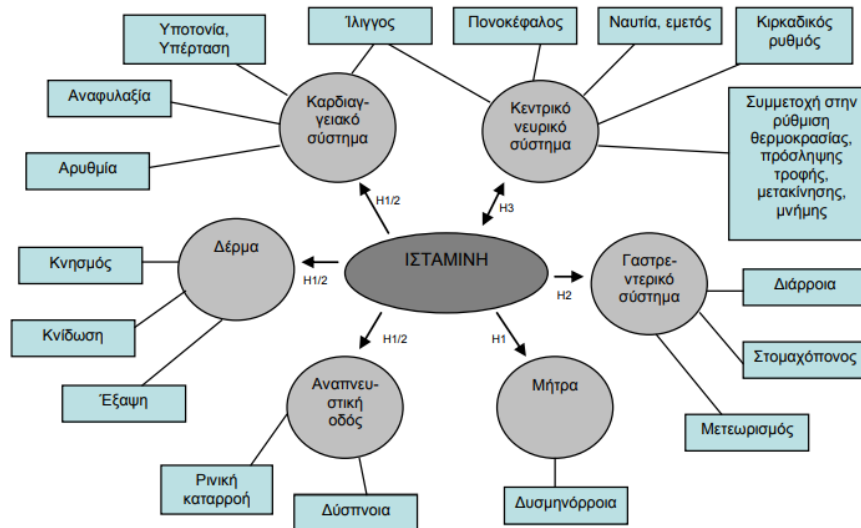 Υποτονία,
Υπέρταση
Ίλιγγος
Πονοκέφαλος
Ναυτία, εμετός
Κιρκαδικός
ρυθμός
Αναφυλαξία
Καρδιαγ-
γειακό
σύστημα
Κεντρικό
νευρικό
σύστημα
Συμμετοχή στην
ρύθμιση
θερμοκρασίας,
πρόσληψης
τροφής,
μετακίνησης,
μνήμης
Αρυθμία
H1/2
H3
Κνησμός
Δέρμα
H1/2
ΙΣΤΑΜΙΝΗ
H2
Γαστρε-
ντερικό
σύστημα
Διάρροια
Κνίδωση
H1/2
H1
Στομαχόπονος
Έξαψη
Αναπνευ-
στική
οδός
Μήτρα
Μετεωρισμός
Ρινική
καταρροή
Δύσπνοια
Δυσμηνόρροια